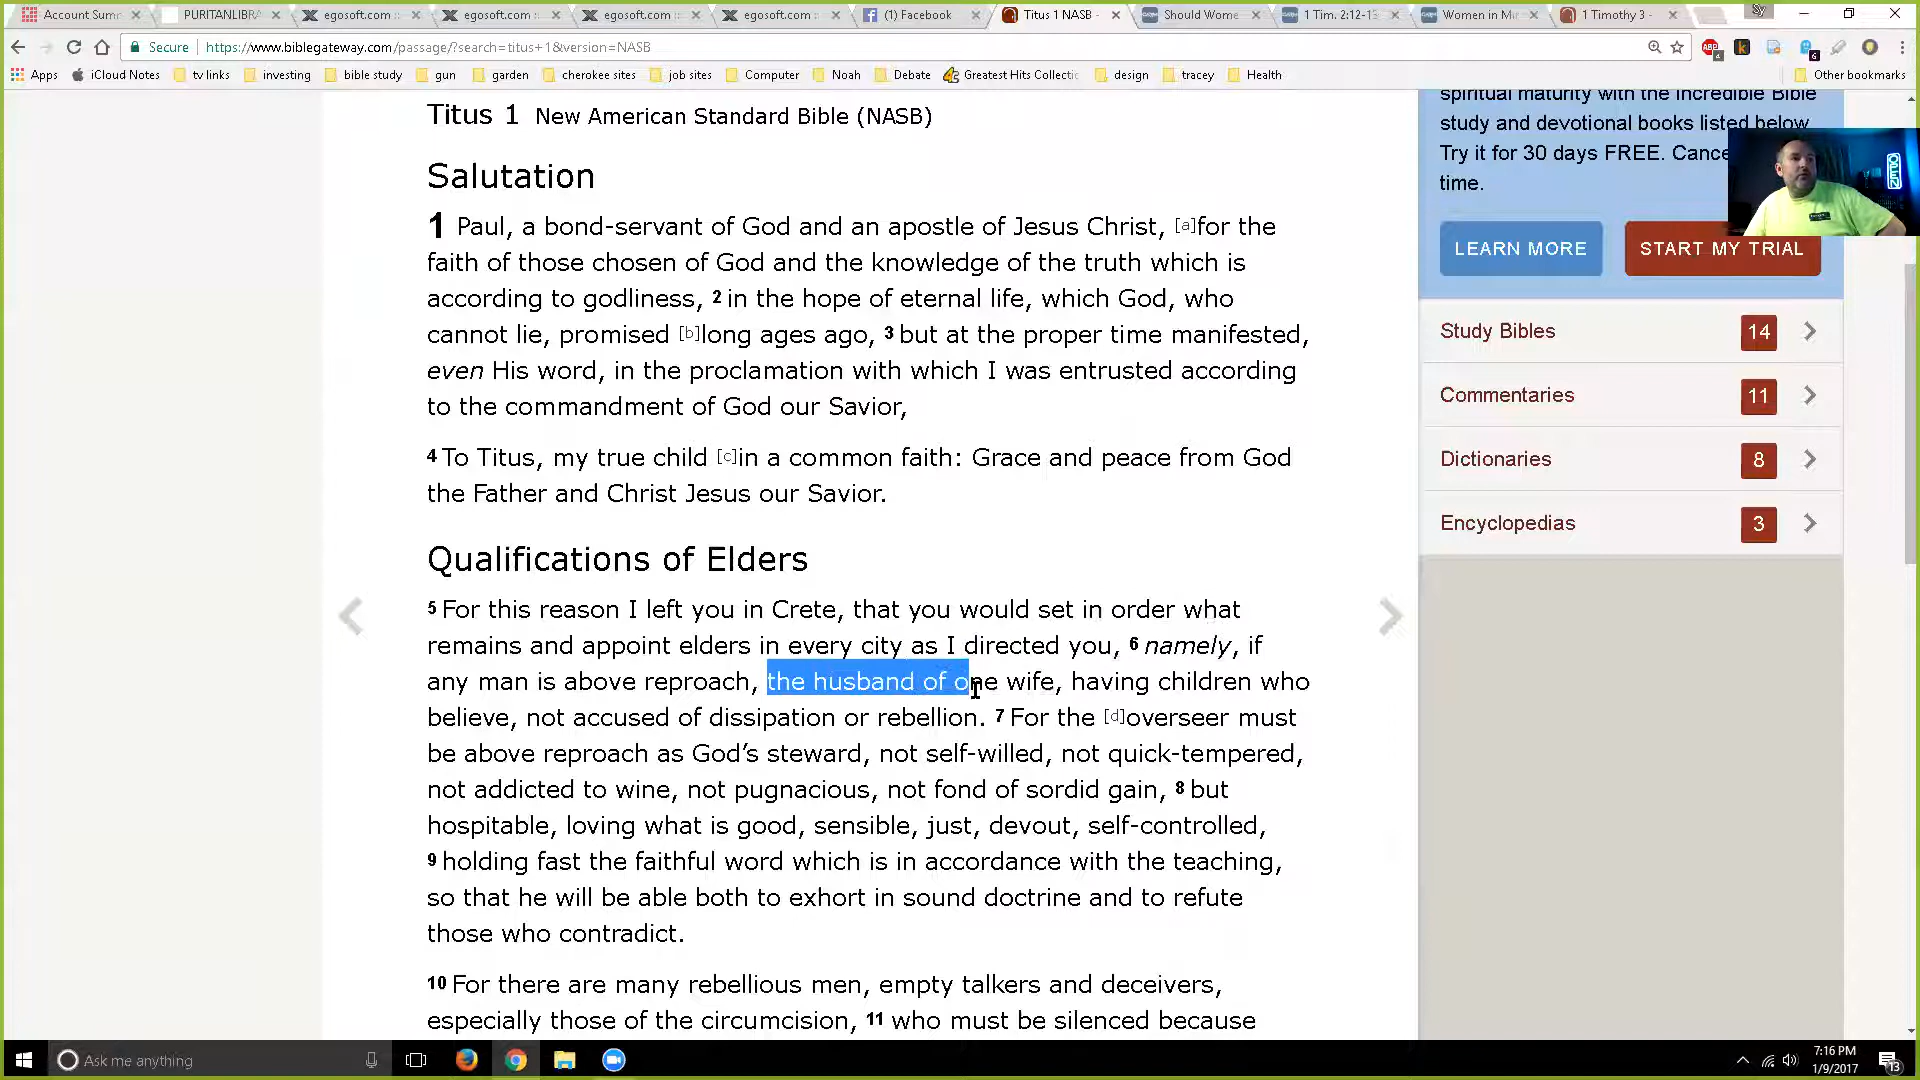 Account Summ
PURITANLIBRA
egosoft.com ::
egosoft.com ::
egosoft.com ::
egosoft.com ::
(1) Facebook
Titus 1 NASB -
Should Wome
1 Tim. 2:12-13
Women in Mi
1 Timothy 3 -
Sy
Secure
https://www.biblegateway.com/passage/?search=titus+1&version=NASB
Apps
iCloud Notes
tv links
investing
bible study
gun
garden
cherokee sites
job sites
Computer
Noah
Debate
Greatest Hits Collectic
design
tracey
Health
Other bookmarks
Titus 1 New American Standard Bible (NASB)
Salutation
1 Paul, a bond-servant of God and an apostle of Jesus Christ, [a]for the
faith of those chosen of God and the knowledge of the truth which is
according to godliness, 2 in the hope of eternal life, which God, who
cannot lie, promised [b]long ages ago, 3 but at the proper time manifested,
even His word, in the proclamation with which I was entrusted according
to the commandment of God our Savior,
4 To Titus, my true child [c]in a common faith: Grace and peace from God
the Father and Christ Jesus our Savior.
Qualifications of Elders
5 For this reason I left you in Crete, that you would set in order what
remains and appoint elders in every city as I directed you, 6 namely, if
any man is above reproach, the husband of one wife, having children who
believe, not accused of dissipation or rebellion. 7 For the [d]overseer must
be above reproach as God’s steward, not self-willed, not quick-tempered,
not addicted to wine, not pugnacious, not fond of sordid gain, 8 but
hospitable, loving what is good, sensible, just, devout, self-controlled,
9 holding fast the faithful word which is in accordance with the teaching,
so that he will be able both to exhort in sound doctrine and to refute
those who contradict.
10 For there are many rebellious men, empty talkers and deceivers,
especially those of the circumcision, 11 who must be silenced because
spiritual maturity with the incredible Bible
study and devotional books listed below.
Try it for 30 days FREE. Cance
time.
LEARN MORE
START MY TRIAL
OPEN
Study Bibles 14
Commentaries 11
Dictionaries 8
Encyclopedias 3
Ask me anything
7:16 PM
1/9/2017
13